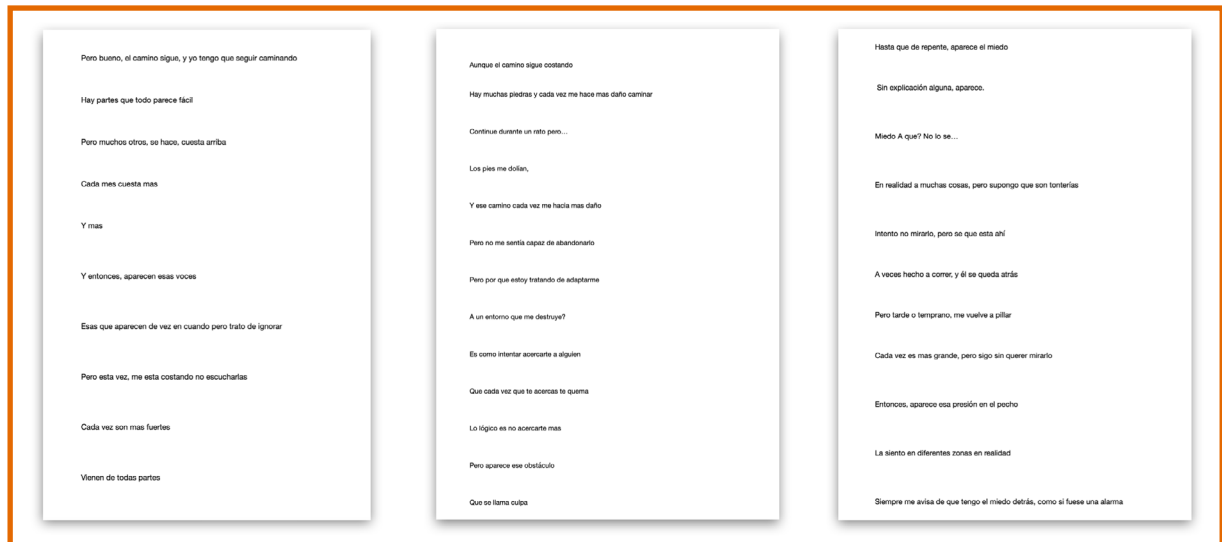 Pero bueno, el camino sigue, y yo tengo que seguir caminando
Hay partes que todo parece fácil
Pero muchos otros, se hace, cuesta arriba
Cada mes cuesta mas
Y mas
Y entonces, aparecen esas voces
Esas que aparecen de vez en cuando pero trato de ignorar
Pero esta vez, me esta costando no escucharlas
Cada vez son mas fuertes
Vienen de todas partes
Aunque el camino sigue costando
Hay muchas piedras y cada vez me hace mas daño caminar
Continue durante un rato pero...
Los pies me dolían,
Y ese camino cada vez me hacia mas daño
Pero no me sentía capaz de abandonarlo
Pero por que estoy tratando de adaptarme
A un entorno que me destruye?
Es como intentar acercarte a alguien
Que cada vez que te acercas te quema
Lo lógico es no acercarte mas
Pero aparece ese obstáculo
Que se llama culpa
Hasta que de repente, aparece el miedo
Sin explicación alguna, aparece.
Miedo A que? No lo se...
En realidad a muchas cosas, pero supongo que son tonterías
Intento no mirarlo, pero se que esta ahí
A veces hecho a correr, y él se queda atrás
Pero tarde o temprano, me vuelve a pillar
Cada vez es mas grande, pero sigo sin querer mirarlo
Entonces, aparece esa presión en el pecho
La siento en diferentes zonas en realidad
Siempre me avisa de que tengo el miedo detrás, como si fuese una alarma